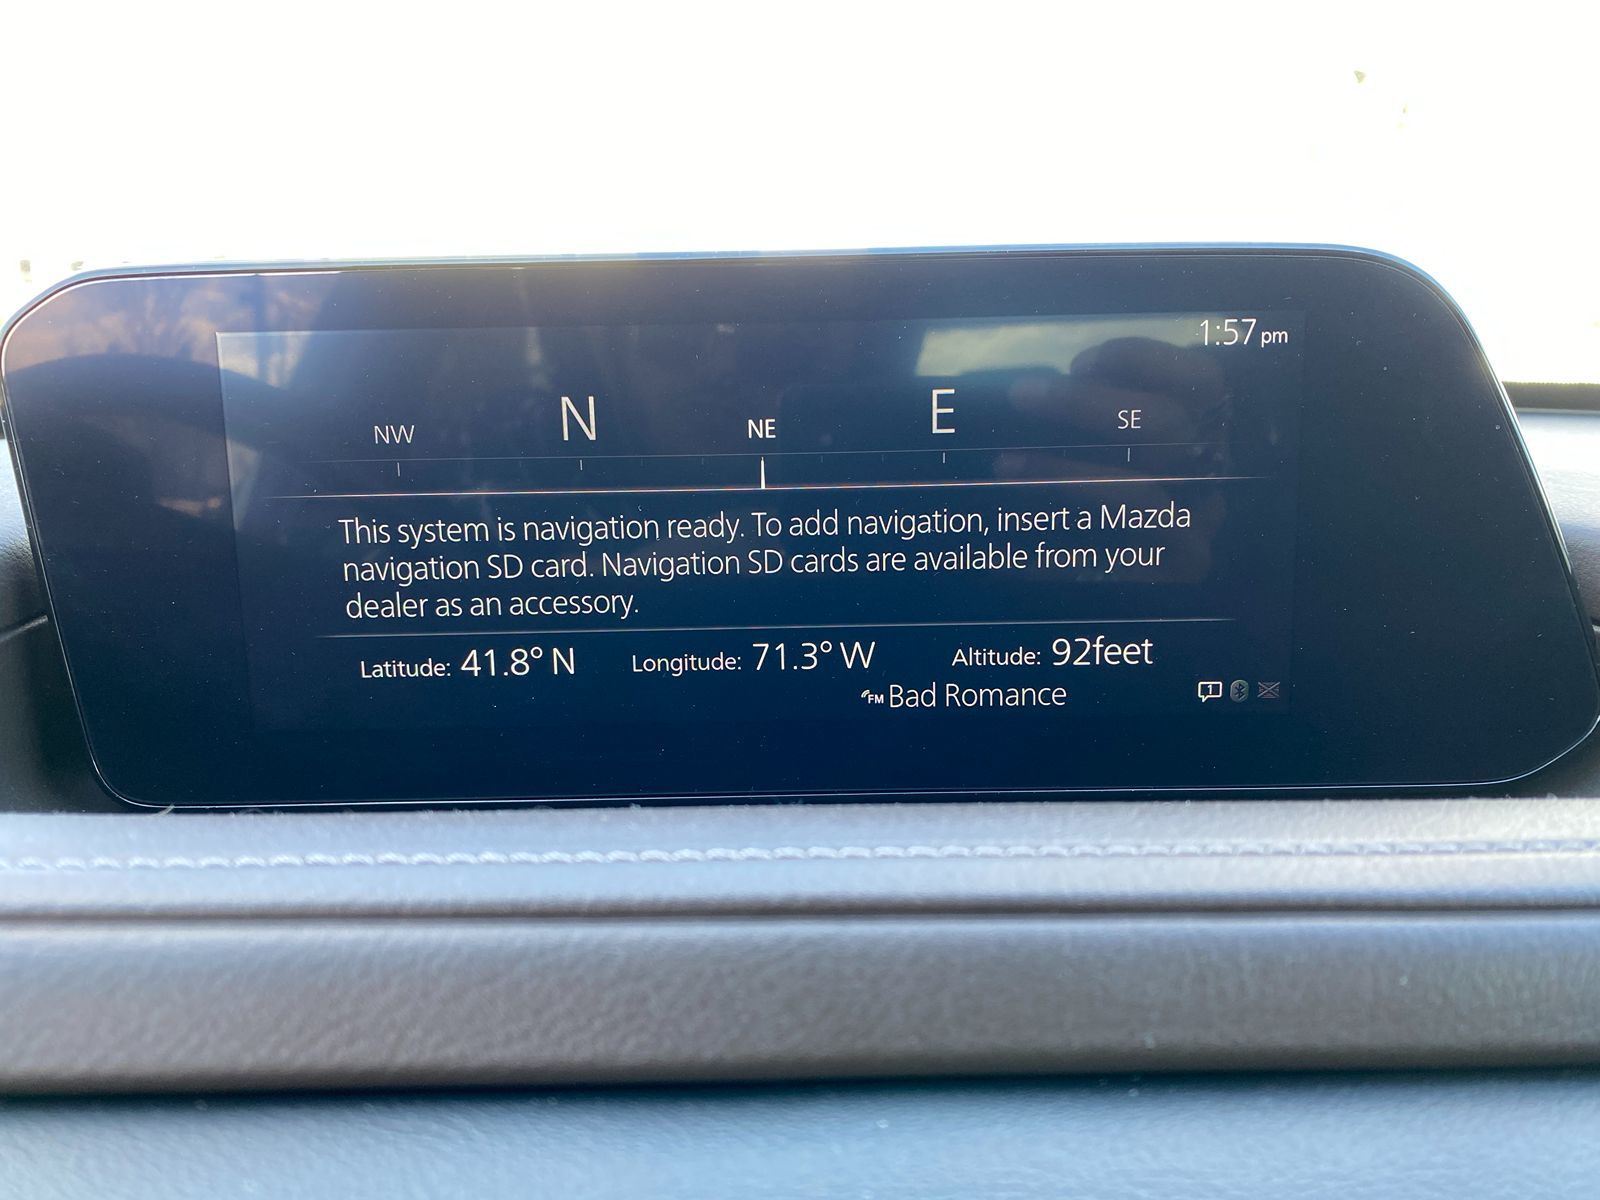 1:57 pm
NW N NE E SE
This system is navigation ready. To add navigation, insert a Mazda
navigation SD card. Navigation SD cards are available from your
dealer as an accessory.
Latitude: 41.8° N Longitude: 71.3° W Altitude: 92feet
FM Bad Romance 1